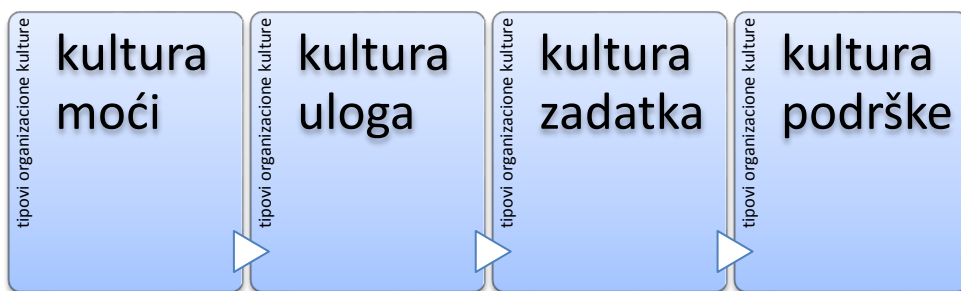 tipovi organizacione kulture
kultura
moći
tipovi organizacione kulture
kultura
uloga
tipovi organizacione kulture
kultura
zadatka
tipovi organizacione kulture
kultura
podrške